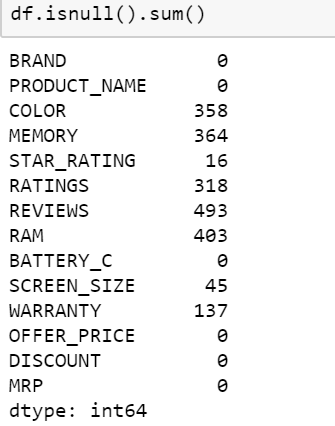 df.isnull().sum()
BRAND 0
PRODUCT_NAME 0
COLOR 358
MEMORY 364
STAR_RATING 16
RATINGS 318
REVIEWS 493
RAM 403
BATTERY_C 0
SCREEN_SIZE 45
WARRANTY 137
OFFER_PRICE 0
DISCOUNT 0
MRP 0
dtype: int64